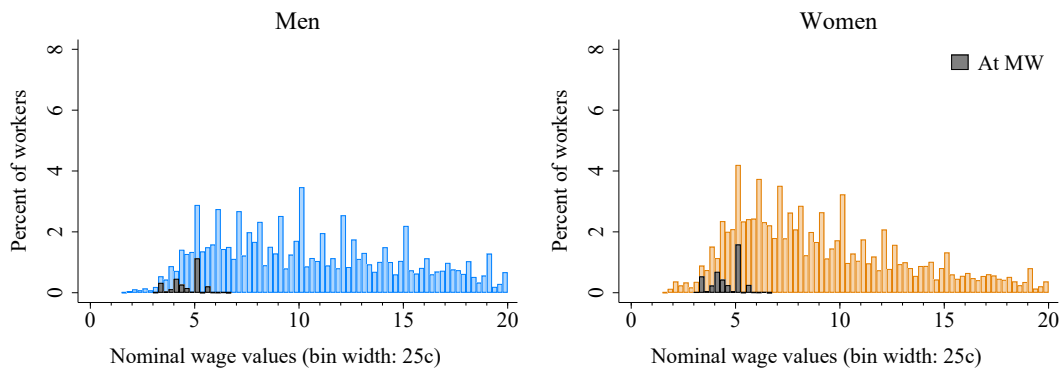 Men
Percent of workers
8
6
4
2
0
0 5 10 15 20
Nominal wage values (bin width: 25c)
Women
At MW
Percent of workers
8
6
4
2
0
0 5 10 15 20
Nominal wage values (bin width: 25c)